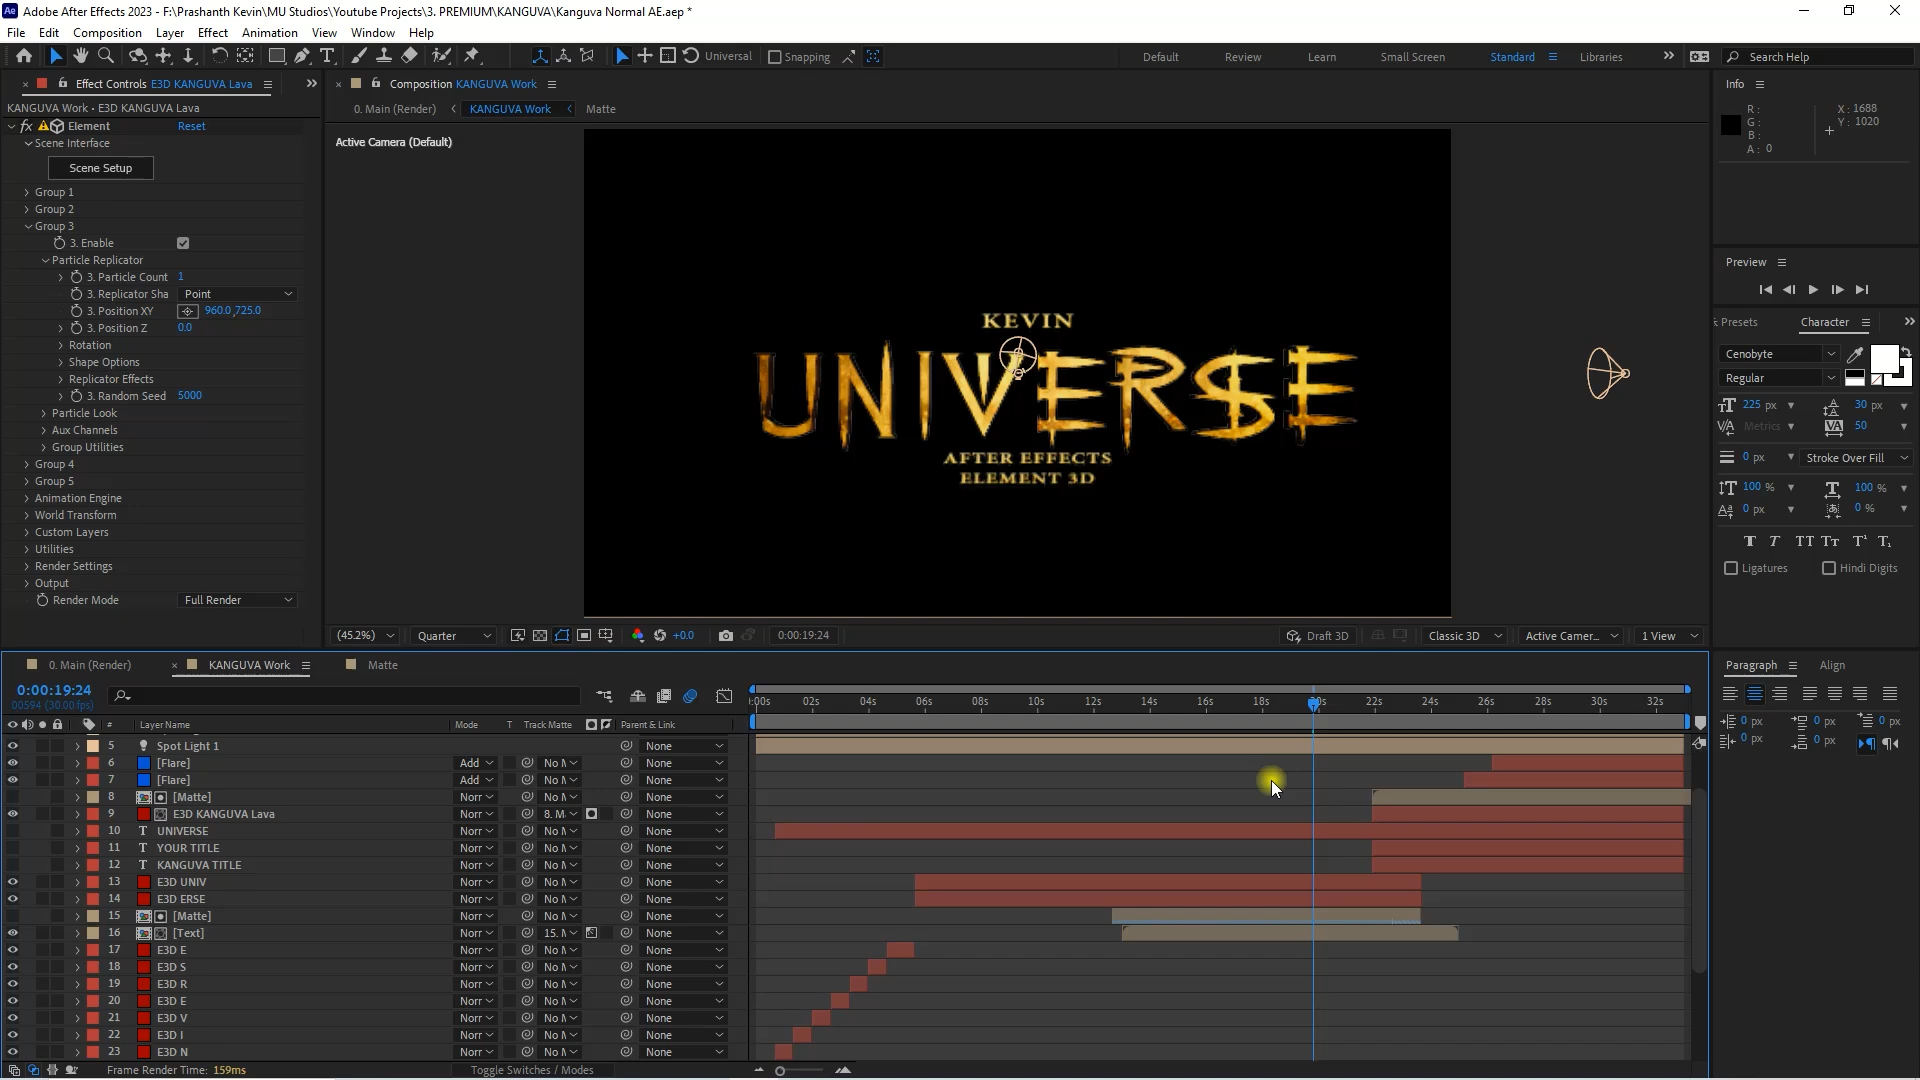 Adobe After Effects 2023 - F:\Prashanth Kevin\MU Studios\Youtube Projects\3. PREMIUM\KANGUVA\Kanguva Normal AE.aep *
File Edit Composition Layer Effect Animation View Window Help
Universal Snapping Default Review Learn Small Screen Standard Libraries Search Help
Effect Controls E3D KANGUVA Lava
KANGUVA Work • E3D KANGUVA Lava
fx Element Reset
Scene Interface
Scene Setup
Group 1
Group 2
Group 3
3. Enable
Particle Replicator
3. Particle Count 1
3. Replicator Sha Point
3. Position XY 960.0,725.0
3. Position Z 0.0
Rotation
Shape Options
Replicator Effects
3. Random Seed 5000
Particle Look
Aux Channels
Group Utilities
Group 4
Group 5
Animation Engine
World Transform
Custom Layers
Utilities
Render Settings
Output
Render Mode Full Render
Composition KANGUVA Work
0. Main (Render) KANGUVA Work Matte
Active Camera (Default)
KEVIN
UNIVERSE
AFTER EFFECTS
ELEMENT 3D
(45.2%) Quarter +0.0 0:00:19:24 Draft 3D Classic 3D Active Camer... 1 View
Info
R :
G :
B :
A : 0
X : 1688
Y : 1020
Preview
Presets Character
Cenobyte
Regular
225 px 30 px
Metrics 50
0 px Stroke Over Fill
100 % 100 %
0 px 0 %
T T TT Tt T¹ T₁
Ligatures Hindi Digits
Paragraph Align
0 px 0 px 0 px
0 px 0 px
0. Main (Render) KANGUVA Work Matte
0:00:19:24
00594 (30.00 fps)
:00s 02s 04s 06s 08s 10s 12s 14s 16s 18s 20s 22s 24s 26s 28s 30s 32s
# Layer Name Mode T Track Matte Parent & Link
5 Spot Light 1 None
6 [Flare] Add No M None
7 [Flare] Add No M None
8 [Matte] Norr No M None
9 E3D KANGUVA Lava Norr 8. M None
10 T UNIVERSE Norr No M None
11 T YOUR TITLE Norr No M None
12 T KANGUVA TITLE Norr No M None
13 E3D UNIV Norr No M None
14 E3D ERSE Norr No M None
15 [Matte] Norr No M None
16 [Text] Norr 15. M None
17 E3D E Norr No M None
18 E3D S Norr No M None
19 E3D R Norr No M None
20 E3D E Norr No M None
21 E3D V Norr No M None
22 E3D I Norr No M None
23 E3D N Norr No M None
Frame Render Time: 159ms Toggle Switches / Modes